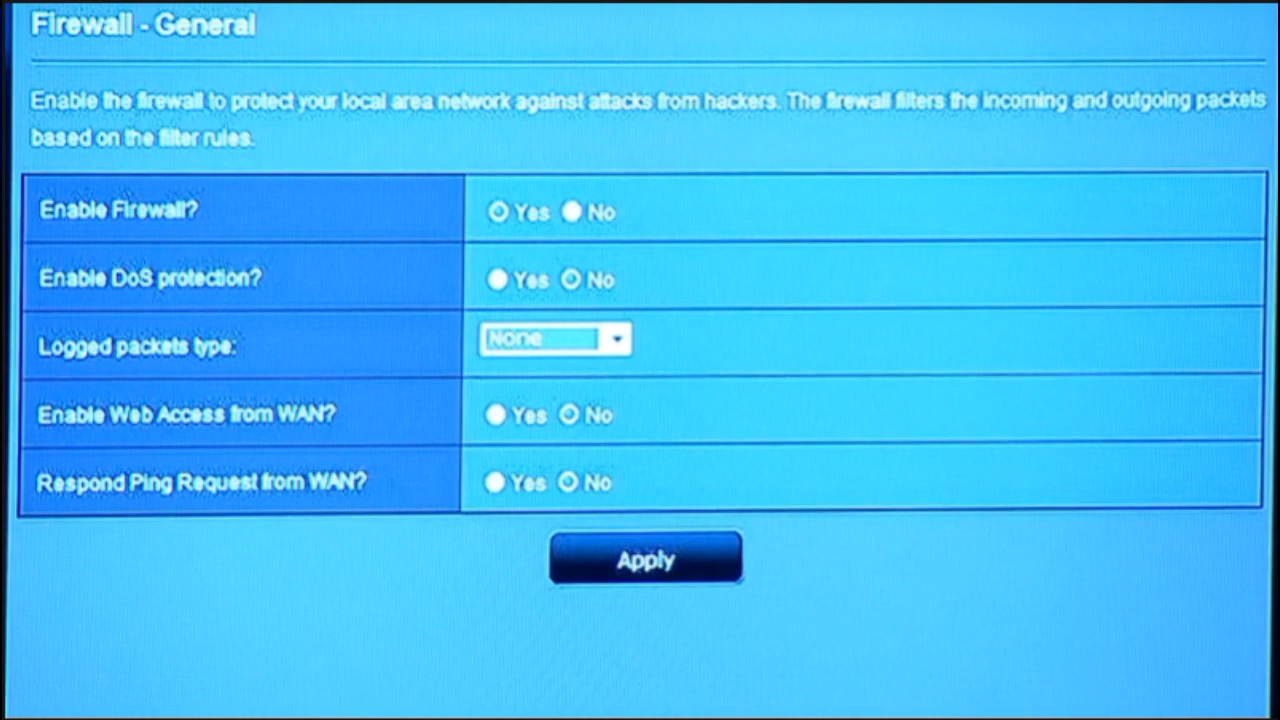 Firewall - General
Enable the firewall to protect your local area network against attacks from hackers. The firewall filters the incoming and outgoing packets
based on the filter rules.
Enable Firewall? Yes No
Enable DoS protection? Yes No
Logged packets type: None
Enable Web Access from WAN? Yes No
Respond Ping Request from WAN? Yes No
Apply